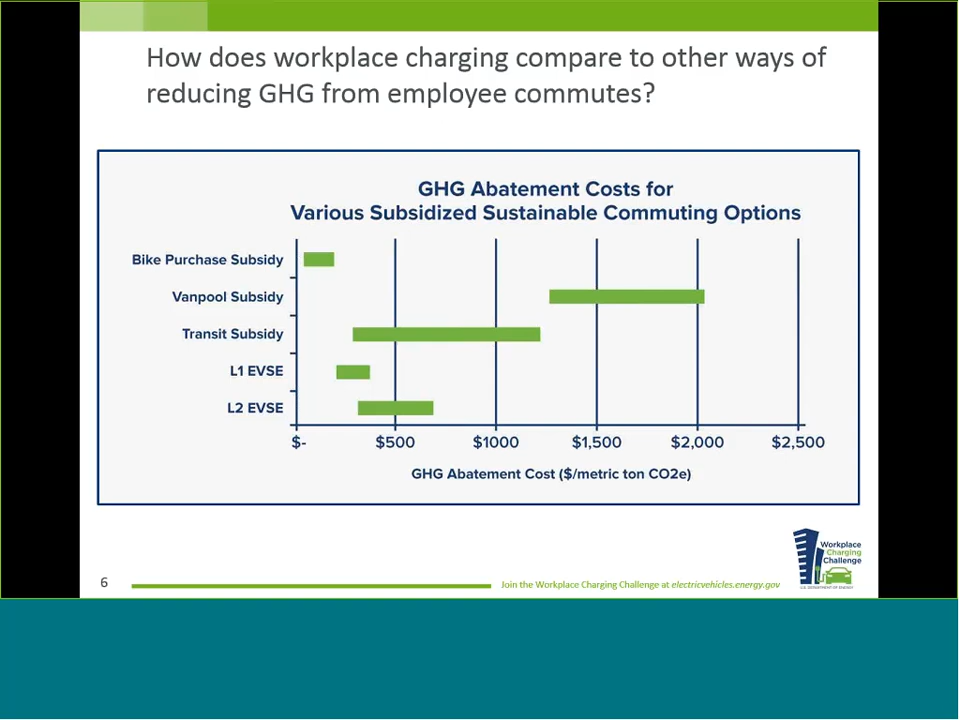 How does workplace charging compare to other ways of
reducing GHG from employee commutes?
GHG Abatement Costs for
Various Subsidized Sustainable Commuting Options
Bike Purchase Subsidy
Vanpool Subsidy
Transit Subsidy
L1 EVSE
L2 EVSE
$- $500 $1000 $1,500 $2,000 $2,500
GHG Abatement Cost ($/metric ton CO2e)
Workplace
Charging
Challenge
U.S. DEPARTMENT OF ENERGY
6
Join the Workplace Charging Challenge at electricvehicles.energy.gov